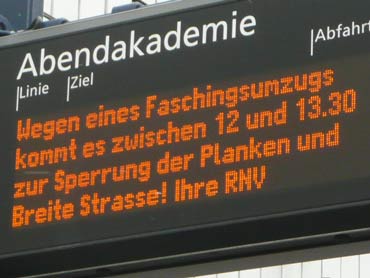 Abendakademie
Linie Ziel Abfahrt
Wegen eines Faschingsumzugs
kommt es zwischen 12 und 13.30
zur Sperrung der Planken und
Breite Strasse! Ihre RNV